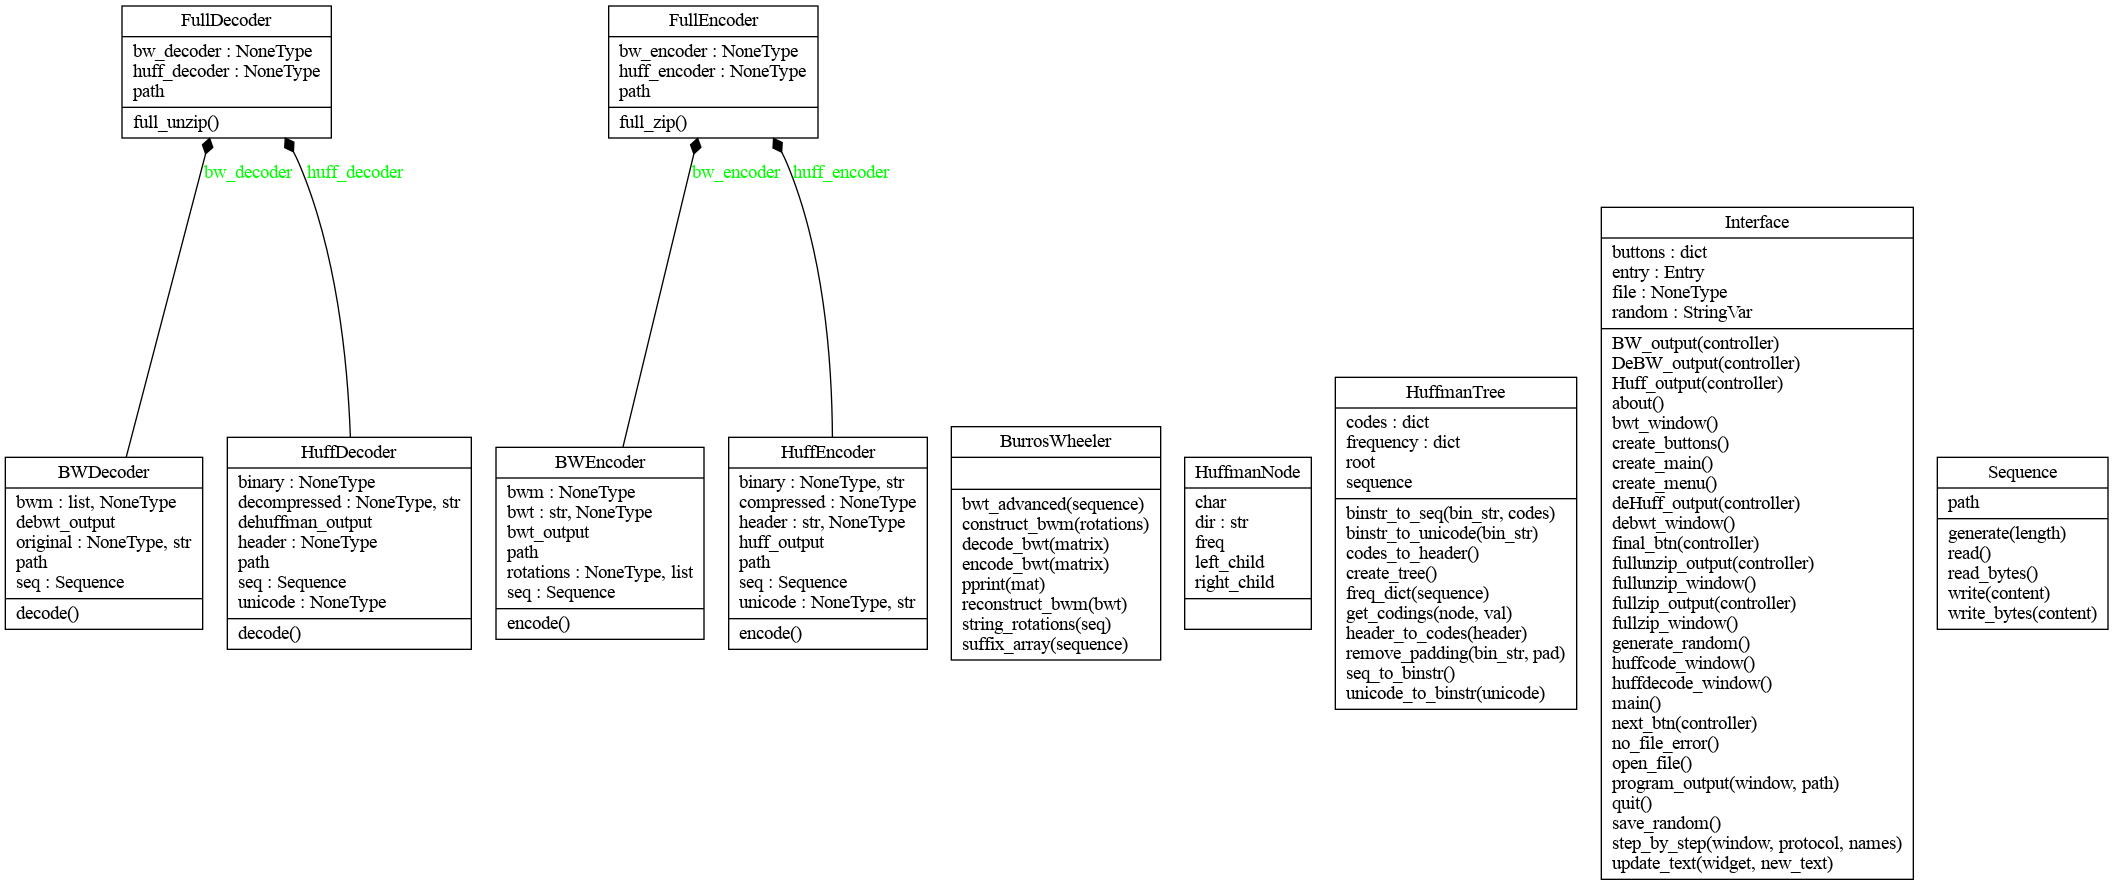 FullDecoder
bw_decoder : NoneType
huff_decoder : NoneType
path
full_unzip()
FullEncoder
bw_encoder : NoneType
huff_encoder : NoneType
path
full_zip()
bw_decoder
huff_decoder
bw_encoder
huff_encoder
BWDecoder
bwm : list, NoneType
debwt_output
original : NoneType, str
path
seq : Sequence
decode()
HuffDecoder
binary : NoneType
decompressed : NoneType, str
dehuffman_output
header : NoneType
path
seq : Sequence
unicode : NoneType
decode()
BWEncoder
bwm : NoneType
bwt : str, NoneType
bwt_output
path
rotations : NoneType, list
seq : Sequence
encode()
HuffEncoder
binary : NoneType, str
compressed : NoneType
header : str, NoneType
huff_output
path
seq : Sequence
unicode : NoneType, str
encode()
BurrosWheeler
bwt_advanced(sequence)
construct_bwm(rotations)
decode_bwt(matrix)
encode_bwt(matrix)
pprint(mat)
reconstruct_bwm(bwt)
string_rotations(seq)
suffix_array(sequence)
HuffmanNode
char
dir : str
freq
left_child
right_child
HuffmanTree
codes : dict
frequency : dict
root
sequence
binstr_to_seq(bin_str, codes)
binstr_to_unicode(bin_str)
codes_to_header()
create_tree()
freq_dict(sequence)
get_codings(node, val)
header_to_codes(header)
remove_padding(bin_str, pad)
seq_to_binstr()
unicode_to_binstr(unicode)
Interface
buttons : dict
entry : Entry
file : NoneType
random : StringVar
BW_output(controller)
DeBW_output(controller)
Huff_output(controller)
about()
bwt_window()
create_buttons()
create_main()
create_menu()
deHuff_output(controller)
debwt_window()
final_btn(controller)
fullunzip_output(controller)
fullunzip_window()
fullzip_output(controller)
fullzip_window()
generate_random()
huffcode_window()
huffdecode_window()
main()
next_btn(controller)
no_file_error()
open_file()
program_output(window, path)
quit()
save_random()
step_by_step(window, protocol, names)
update_text(widget, new_text)
Sequence
path
generate(length)
read()
read_bytes()
write(content)
write_bytes(content)